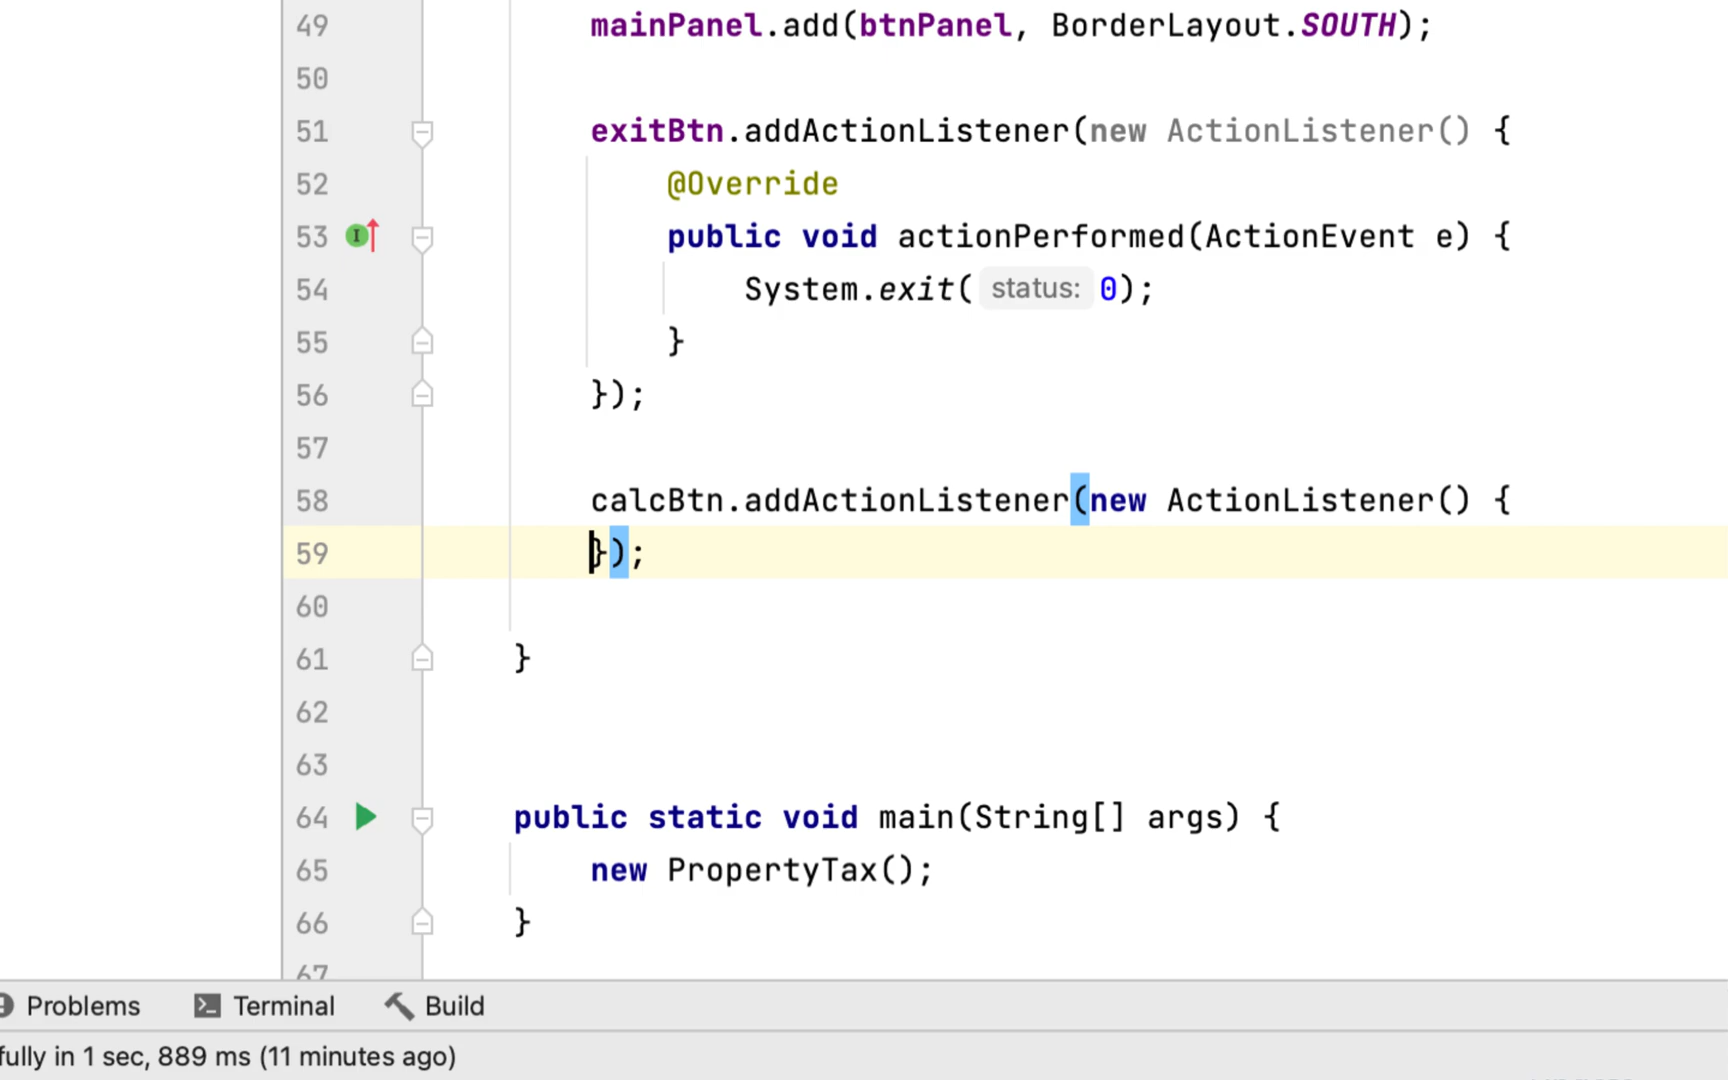 49 mainPanel.add(btnPanel, BorderLayout.SOUTH);
50
51 exitBtn.addActionListener(new ActionListener() {
52 @Override
53 public void actionPerformed(ActionEvent e) {
54 System.exit( status: 0);
55 }
56 });
57
58 calcBtn.addActionListener(new ActionListener() {
59 });
60
61 }
62
63
64 public static void main(String[] args) {
65 new PropertyTax();
66 }
67
Problems Terminal Build
fully in 1 sec, 889 ms (11 minutes ago)